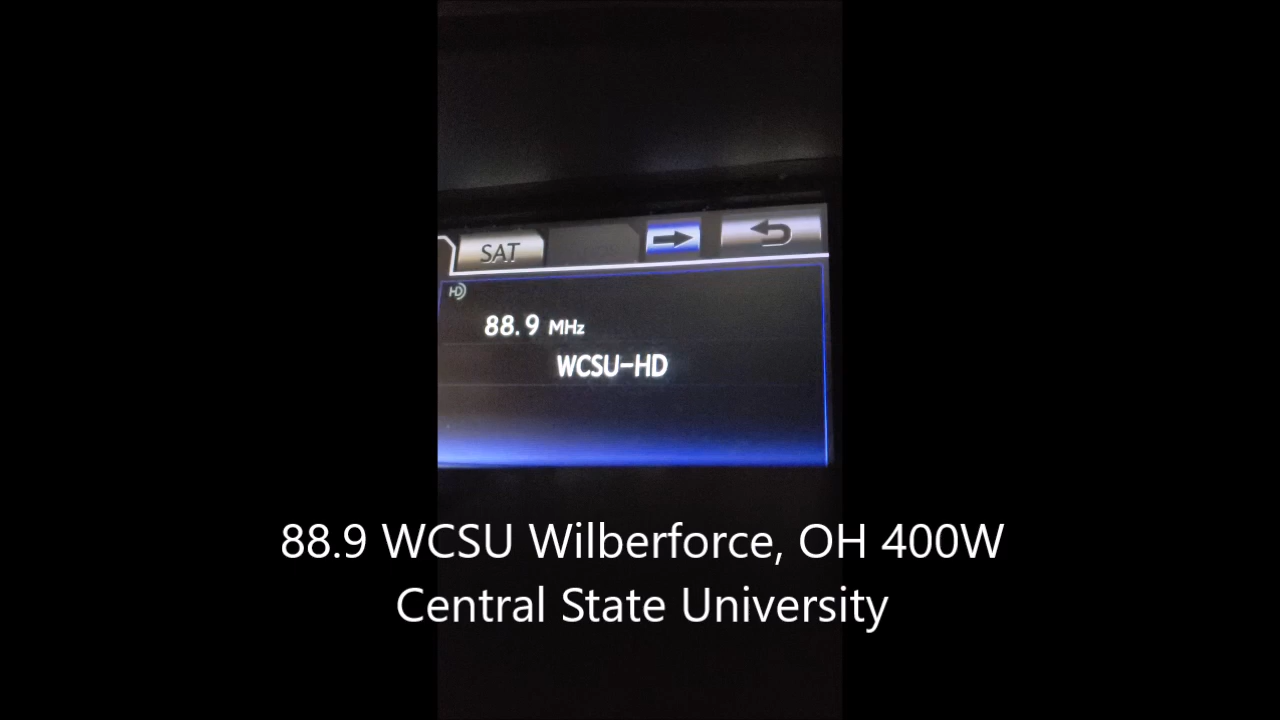 SAT
HD
88.9 MHz
WCSU-HD
88.9 WCSU Wilberforce, OH 400W
Central State University